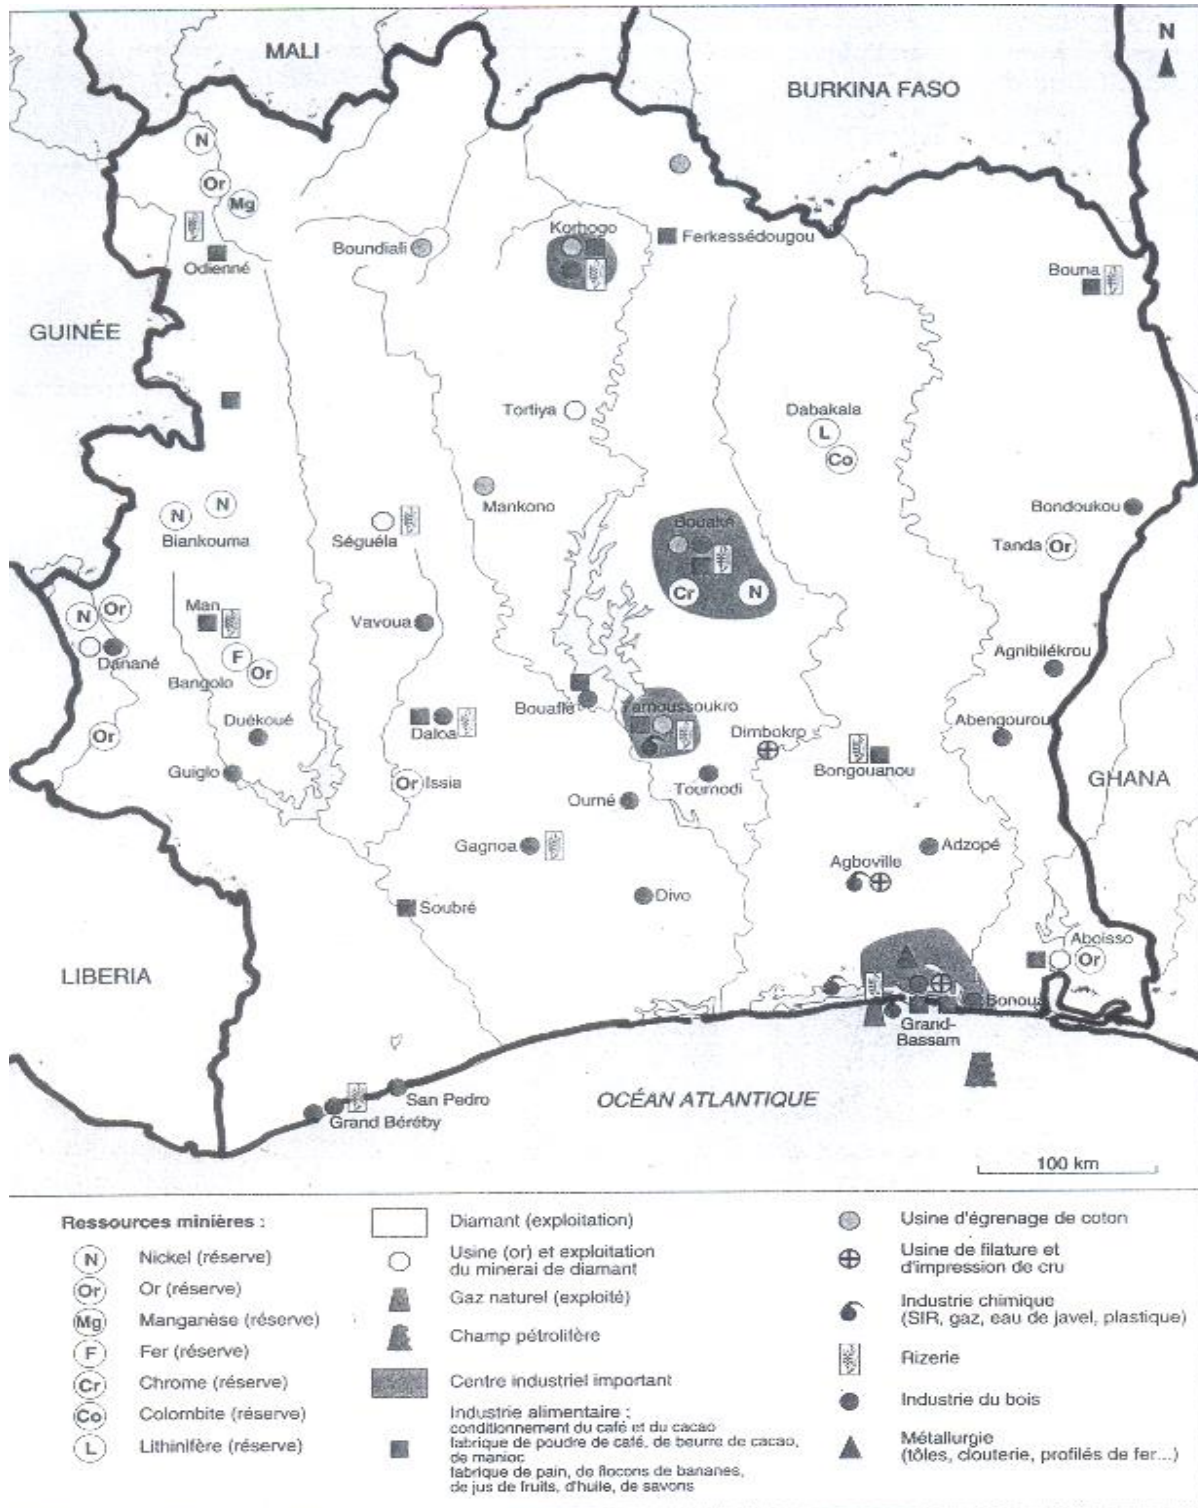 MALI
N
BURKINA FASO
N
Or
Mg
Korhogo
Boundiali
Ferkessédougou
Odienné
Bouna
GUINÉE
Tortiya
Dabakala
L
Co
Mankono
N
N
Bondoukou
Biankouma
Séguéla
Bouaké
Tanda
Or
Cr
N
N
Or
Man
Vavoua
Danané
F
Or
Bangolo
Agnibilékrou
Bouaflé
Yamoussoukro
Duékoué
Daloa
Dimbokro
Abengourou
Or
Bongouanou
Guiglo
Or
Issia
Toumodi
GHANA
Oumé
Gagnoa
Agboville
Adzopé
Soubré
Divo
LIBERIA
Aboisso
Or
Bonoua
Grand-
Bassam
San Pedro
OCÉAN ATLANTIQUE
Grand Béréby
100 km
Ressources minières :
N Nickel (réserve)
Or Or (réserve)
Mg Manganèse (réserve)
F Fer (réserve)
Cr Chrome (réserve)
Co Colombite (réserve)
L Lithinifère (réserve)
Diamant (exploitation)
Usine (or) et exploitation
du minerai de diamant
Gaz naturel (exploité)
Champ pétrolifère
Centre industriel important
Industrie alimentaire :
conditionnement du café et du cacao
fabrique de poudre de café, de beurre de cacao,
de manioc
fabrique de pain, de flocons de bananes,
de jus de fruits, d'huile, de savons
Usine d'égrenage de coton
Usine de filature et
d'impression de cru
Industrie chimique
(SIR, gaz, eau de javel, plastique)
Rizerie
Industrie du bois
Métallurgie
(tôles, clouterie, profilés de fer...)